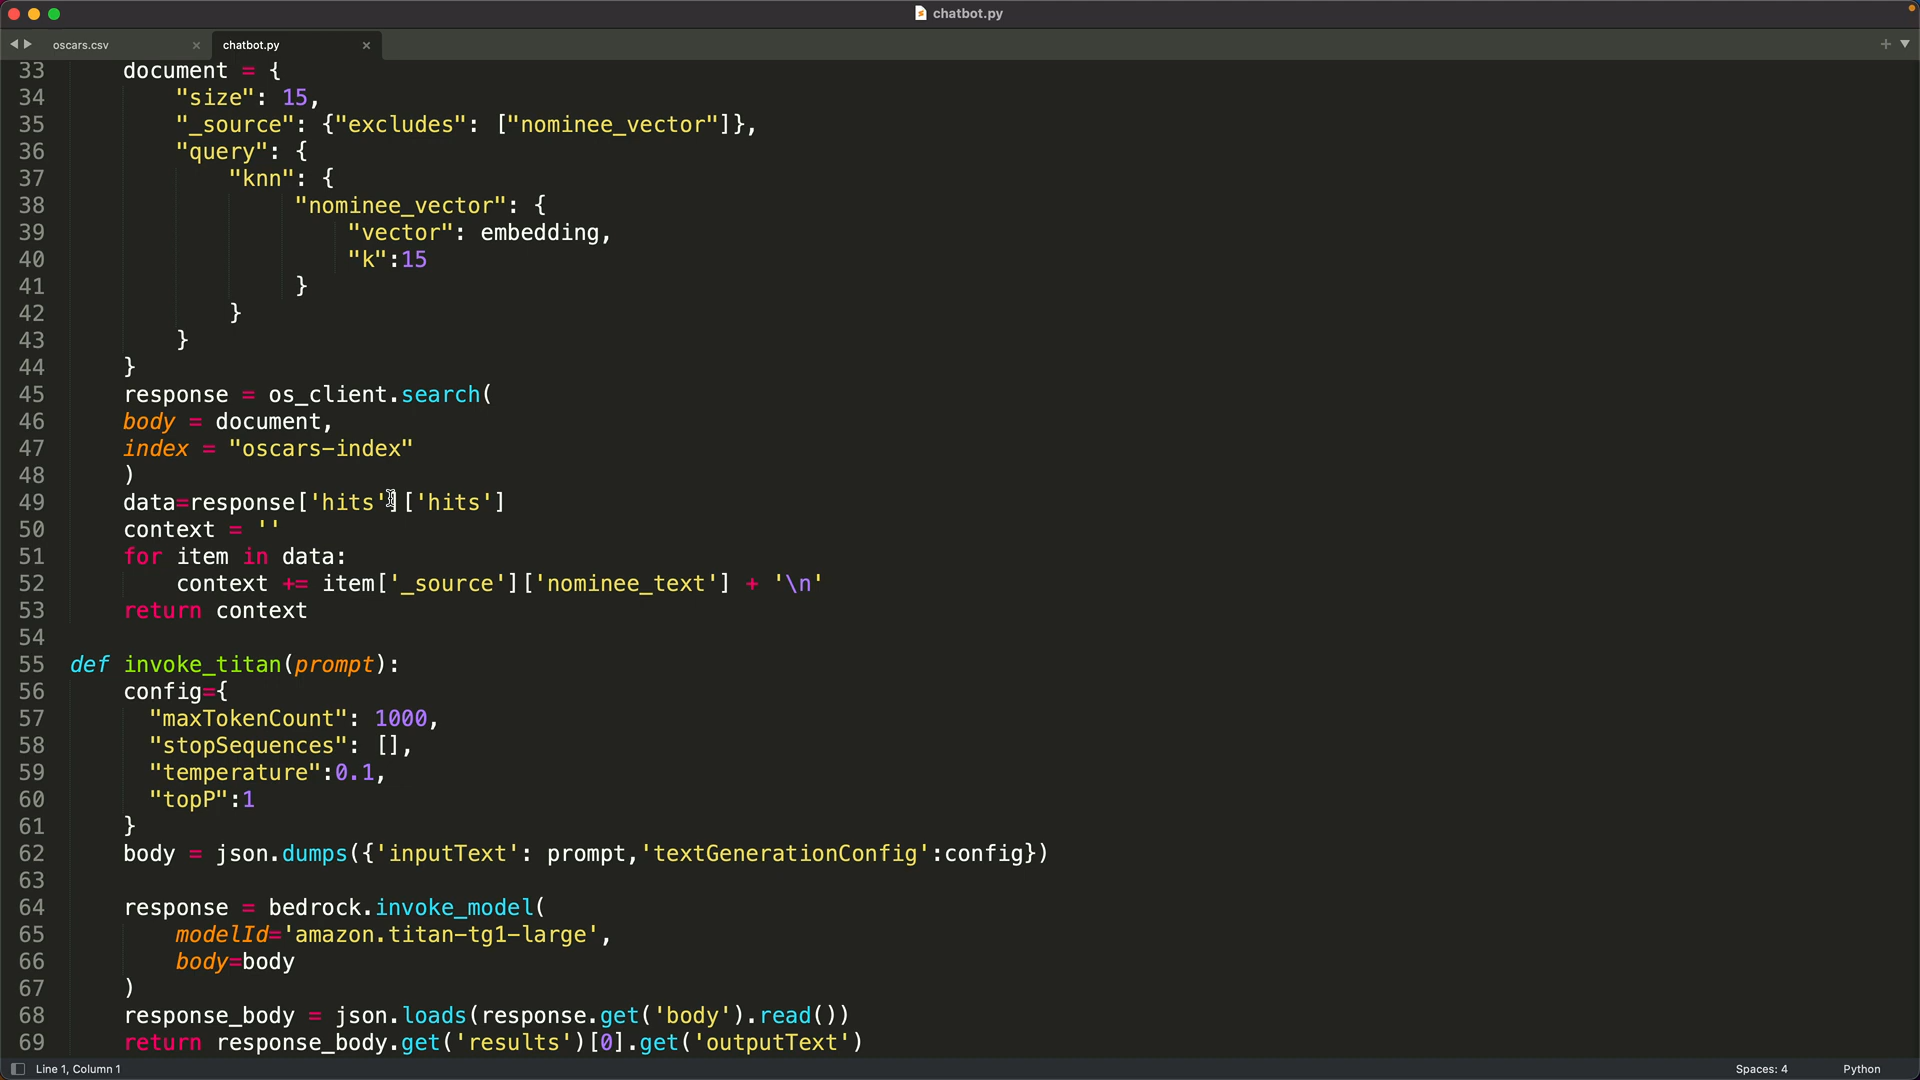 chatbot.py
oscars.csv
chatbot.py
33 document = {
34 "size": 15,
35 "_source": {"excludes": ["nominee_vector"]},
36 "query": {
37 "knn": {
38 "nominee_vector": {
39 "vector": embedding,
40 "k":15
41 }
42 }
43 }
44 }
45 response = os_client.search(
46 body = document,
47 index = "oscars-index"
48 )
49 data=response['hits']['hits']
50 context = ''
51 for item in data:
52 context += item['_source']['nominee_text'] + '\n'
53 return context
54
55 def invoke_titan(prompt):
56 config={
57 "maxTokenCount": 1000,
58 "stopSequences": [],
59 "temperature":0.1,
60 "topP":1
61 }
62 body = json.dumps({'inputText': prompt,'textGenerationConfig':config})
63
64 response = bedrock.invoke_model(
65 modelId='amazon.titan-tg1-large',
66 body=body
67 )
68 response_body = json.loads(response.get('body').read())
69 return response_body.get('results')[0].get('outputText')
Line 1, Column 1
Spaces: 4
Python